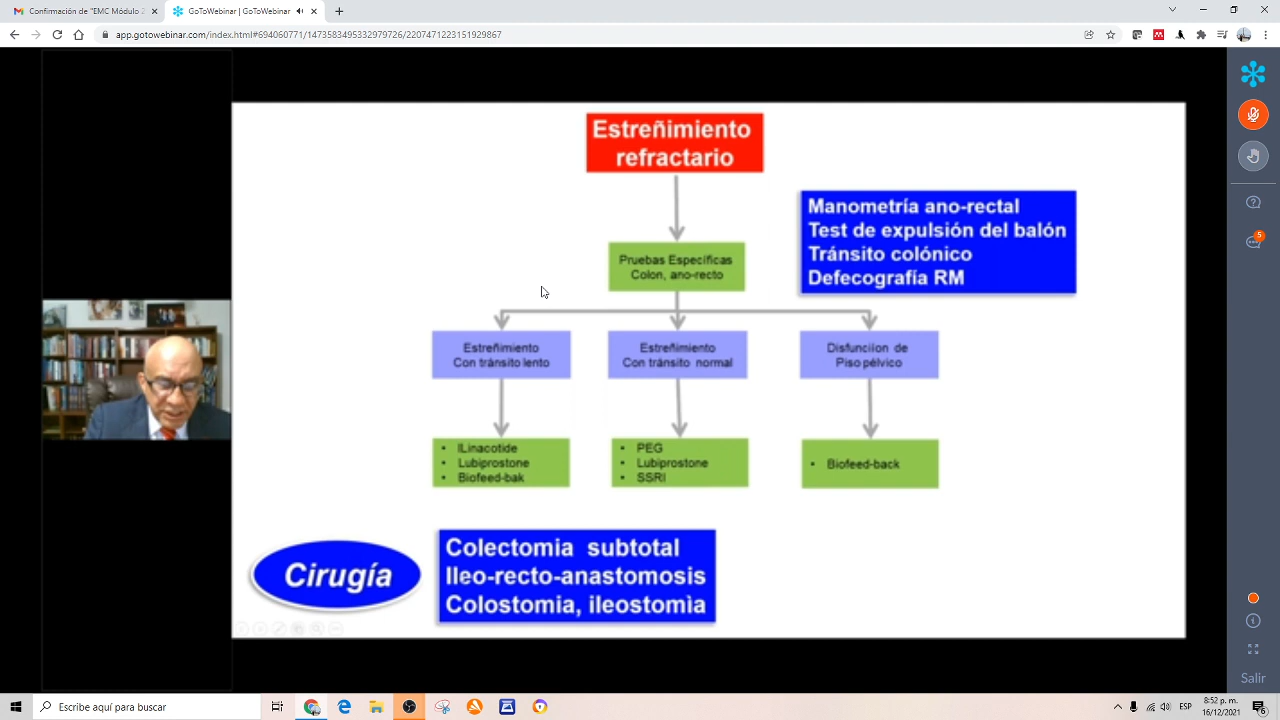 Confirmación de "EMC Módulo 2
GoToWebinar | GoToWebinar
app.gotowebinar.com/index.html#694060771/1473583495332979726/2207471223151929867
Estreñimiento
refractario
Manometría ano-rectal
Test de expulsión del balón
Tránsito colónico
Defecografía RM
Pruebas Específicas
Colon, ano-recto
Estreñimiento
Con tránsito lento
Estreñimiento
Con tránsito normal
Disfunciion de
Piso pélvico
• ILinacotide
• Lubiprostone
• Biofeed-bak
• PEG
• Lubiprostone
• SSRI
• Biofeed-back
Cirugía
Colectomia subtotal
Ileo-recto-anastomosis
Colostomia, ileostomìa
5
Salir
Escribe aquí para buscar
ESP
8:52 p. m.
16/12/2021